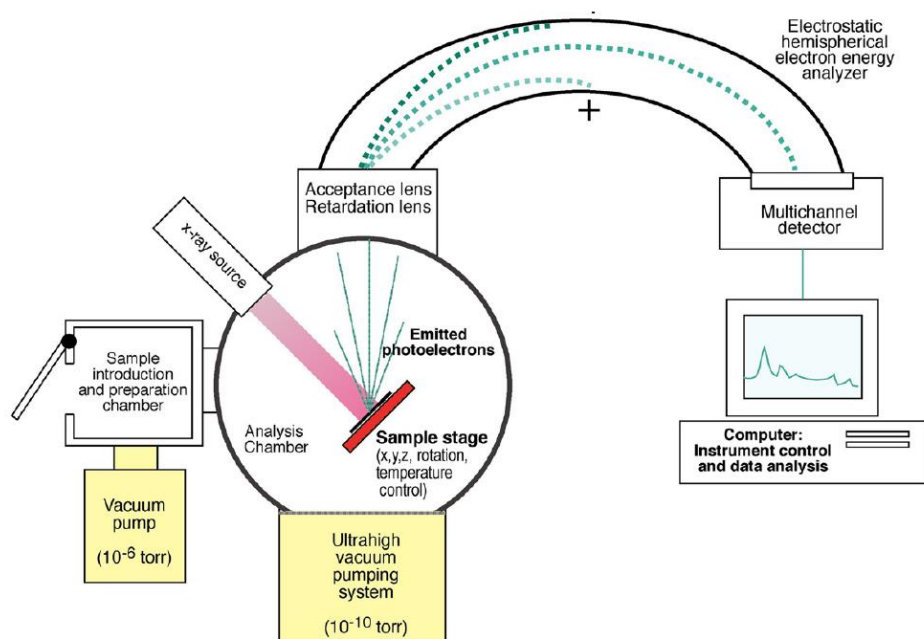 Electrostatic
hemispherical
electron energy
analyzer
+
Acceptance lens
Retardation lens
Multichannel
detector
x-ray source
Emitted
photoelectrons
Sample
introduction
and preparation
chamber
Analysis
Chamber
Sample stage
(x,y,z, rotation,
temperature
control)
Computer:
Instrument control
and data analysis
Vacuum
pump
(10⁻⁶ torr)
Ultrahigh
vacuum
pumping
system
(10⁻¹⁰ torr)